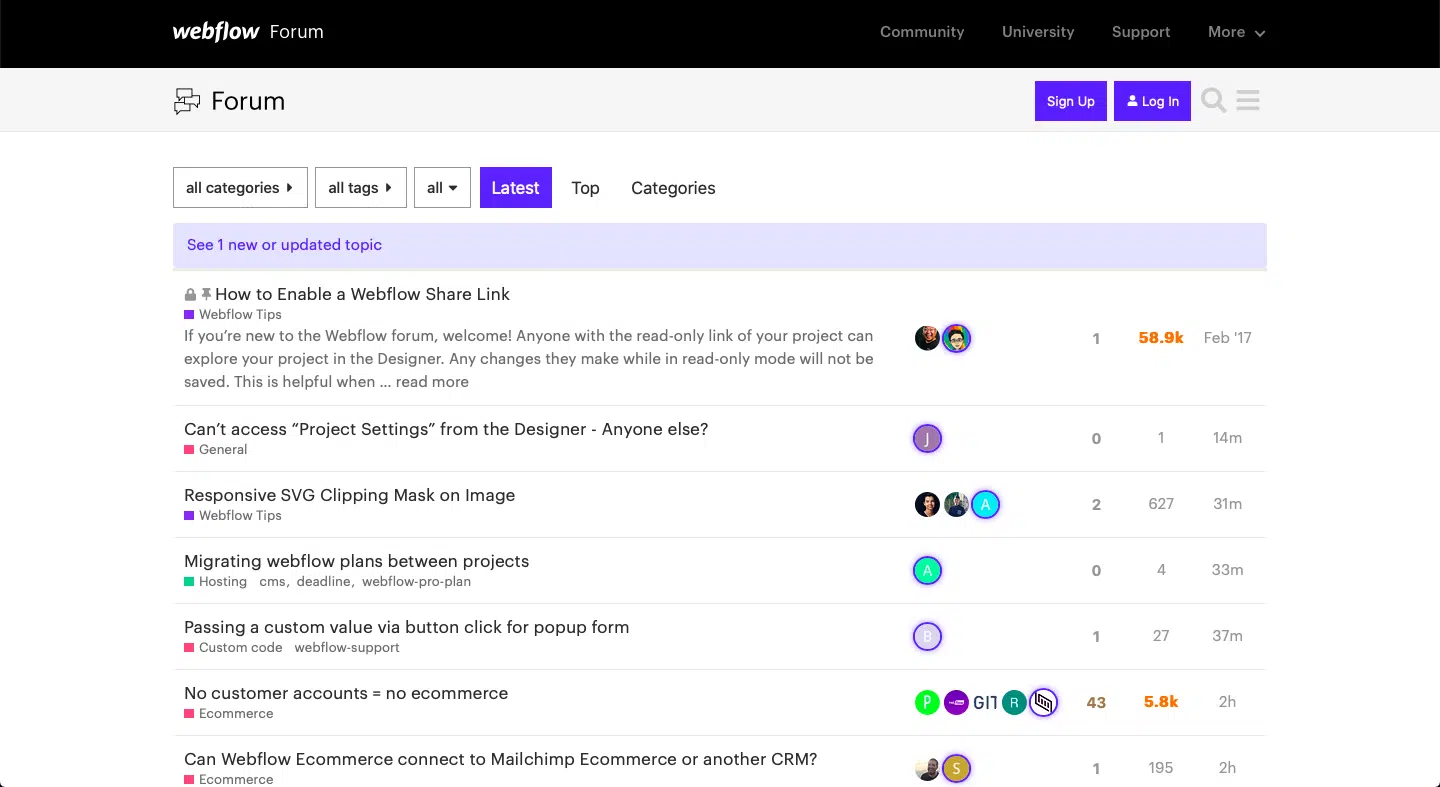 webflow Forum
Community University Support More
Forum
Sign Up Log In
all categories all tags all Latest Top Categories
See 1 new or updated topic
How to Enable a Webflow Share Link
Webflow Tips
If you’re new to the Webflow forum, welcome! Anyone with the read-only link of your project can
explore your project in the Designer. Any changes they make while in read-only mode will not be
saved. This is helpful when … read more
1 58.9k Feb '17
Can’t access “Project Settings” from the Designer - Anyone else?
General
J 0 1 14m
Responsive SVG Clipping Mask on Image
Webflow Tips
A 2 627 31m
Migrating webflow plans between projects
Hosting cms, deadline, webflow-pro-plan
A 0 4 33m
Passing a custom value via button click for popup form
Custom code webflow-support
B 1 27 37m
No customer accounts = no ecommerce
Ecommerce
P GIT R 43 5.8k 2h
Can Webflow Ecommerce connect to Mailchimp Ecommerce or another CRM?
Ecommerce
S 1 195 2h